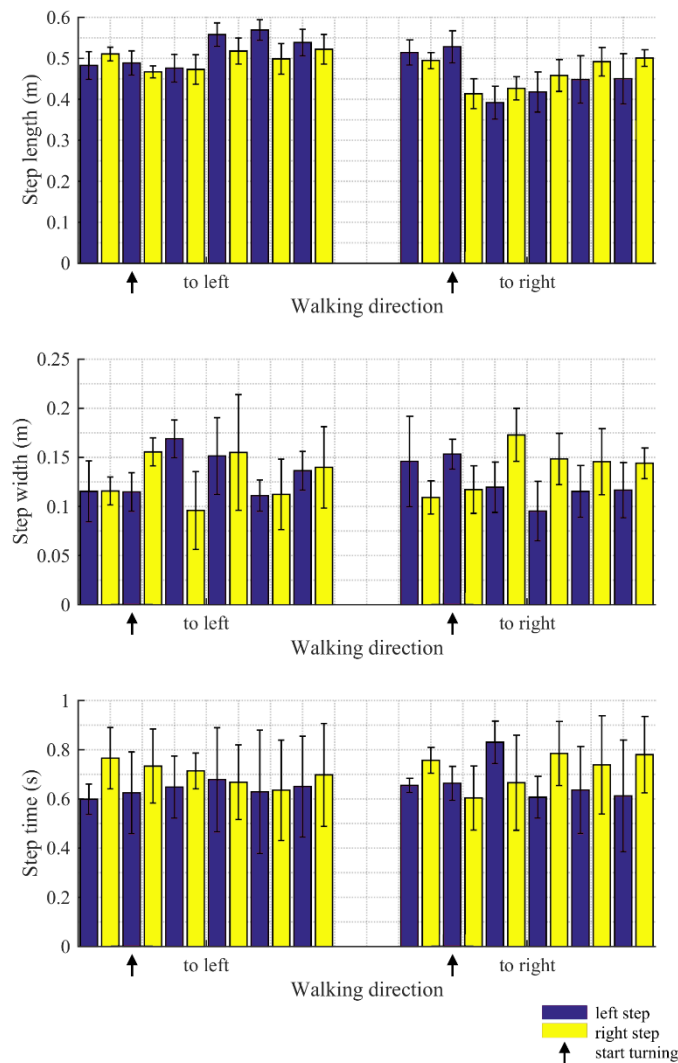 Step length (m)
0.6
0.5
0.4
0.3
0.2
0.1
0
to left
to right
Walking direction
Step width (m)
0.25
0.2
0.15
0.1
0.05
0
to left
to right
Walking direction
Step time (s)
1
0.8
0.6
0.4
0.2
0
to left
to right
Walking direction
left step
right step
start turning